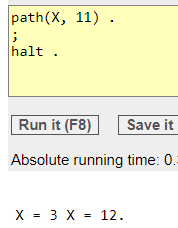 path(X, 11) .
;
halt .
Run it (F8) Save it
Absolute running time: 0.
X = 3 X = 12.